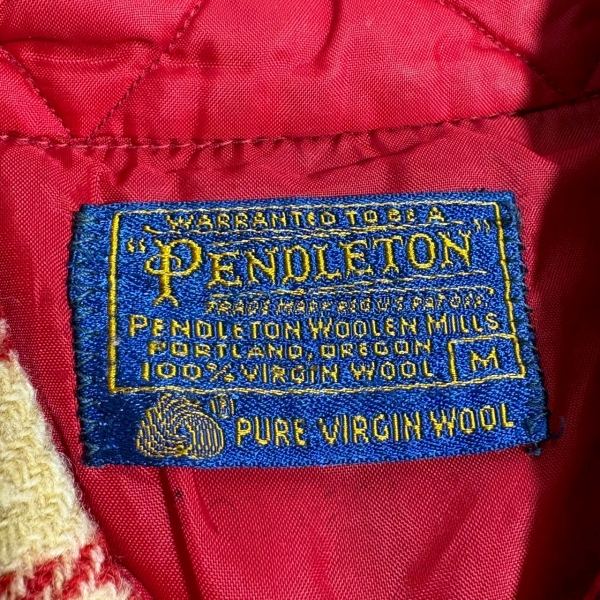 WARRANTED TO BE A
"PENDLETON"
TRADE MARK REG U.S. PAT. OFF.
PENDLETON WOOLEN MILLS
PORTLAND, OREGON
100% VIRGIN WOOL M
PURE VIRGIN WOOL